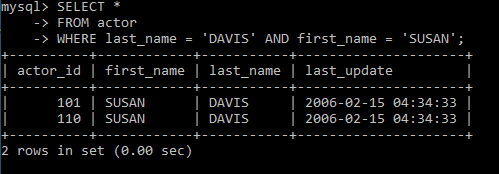 mysql> SELECT *
    -> FROM actor
    -> WHERE last_name = 'DAVIS' AND first_name = 'SUSAN';
+----------+------------+-----------+---------------------+
| actor_id | first_name | last_name | last_update         |
+----------+------------+-----------+---------------------+
|      101 | SUSAN      | DAVIS     | 2006-02-15 04:34:33 |
|      110 | SUSAN      | DAVIS     | 2006-02-15 04:34:33 |
+----------+------------+-----------+---------------------+
2 rows in set (0.00 sec)